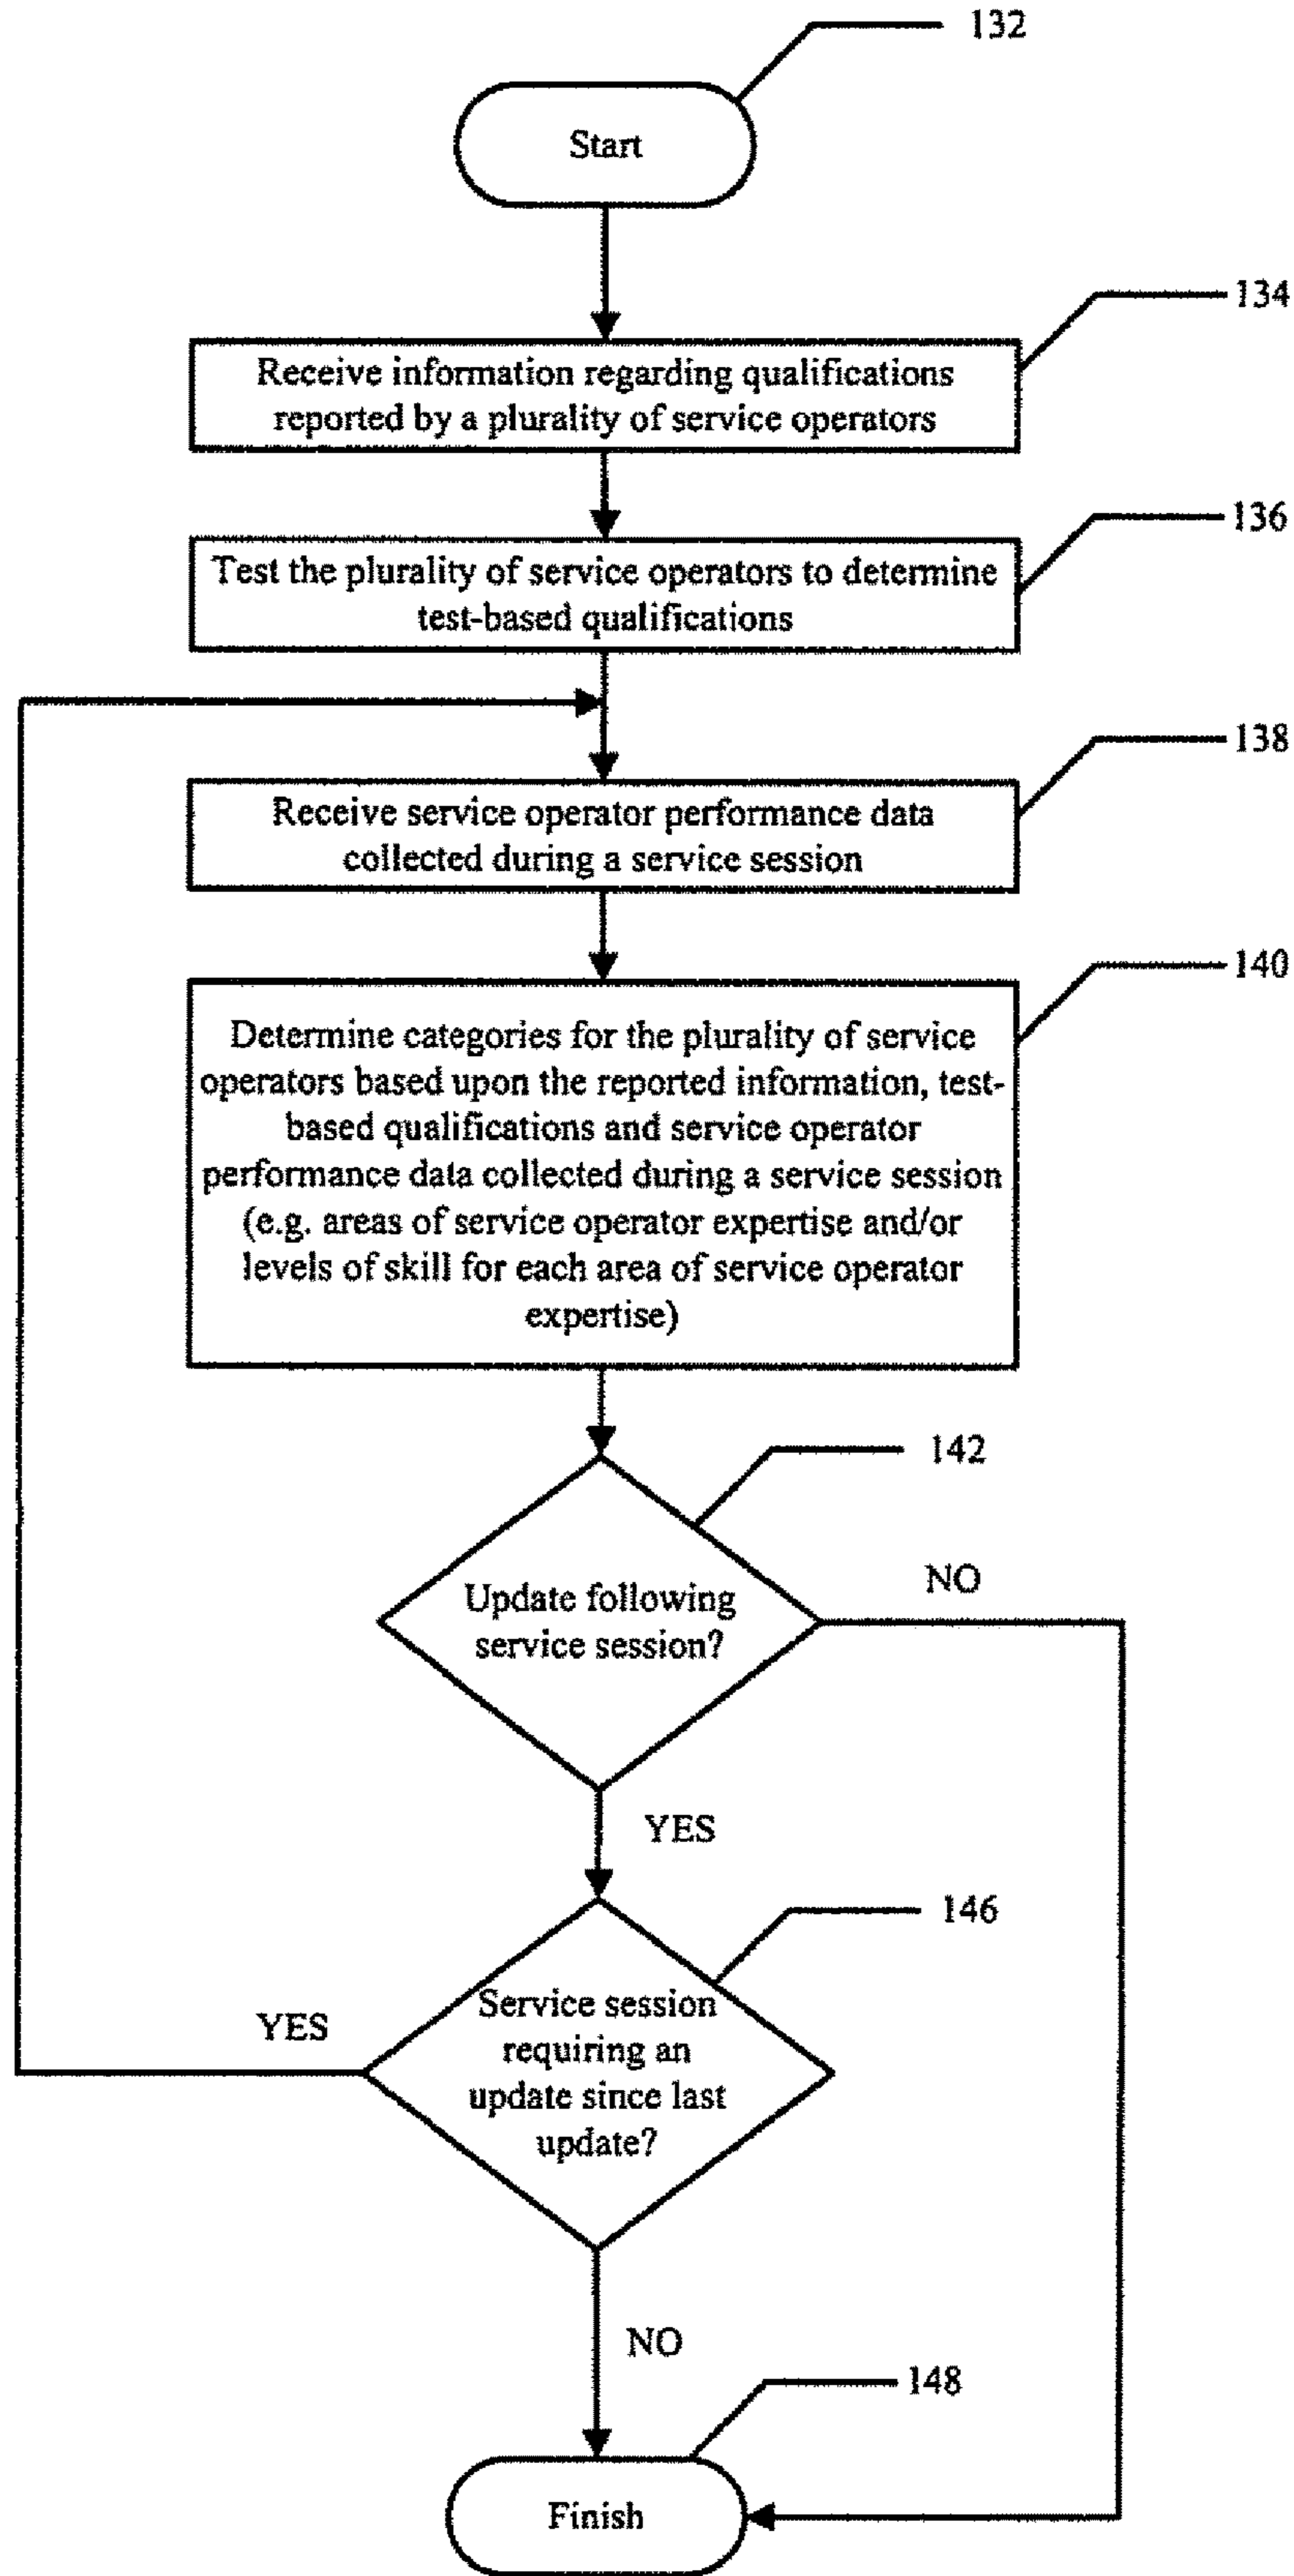 132
Start
134
Receive information regarding qualifications
reported by a plurality of service operators
136
Test the plurality of service operators to determine
test-based qualifications
138
Receive service operator performance data
collected during a service session
140
Determine categories for the plurality of service
operators based upon the reported information, test-
based qualifications and service operator
performance data collected during a service session
(e.g. areas of service operator expertise and/or
levels of skill for each area of service operator
expertise)
142
NO
Update following
service session?
YES
146
YES
Service session
requiring an
update since last
update?
NO
148
Finish